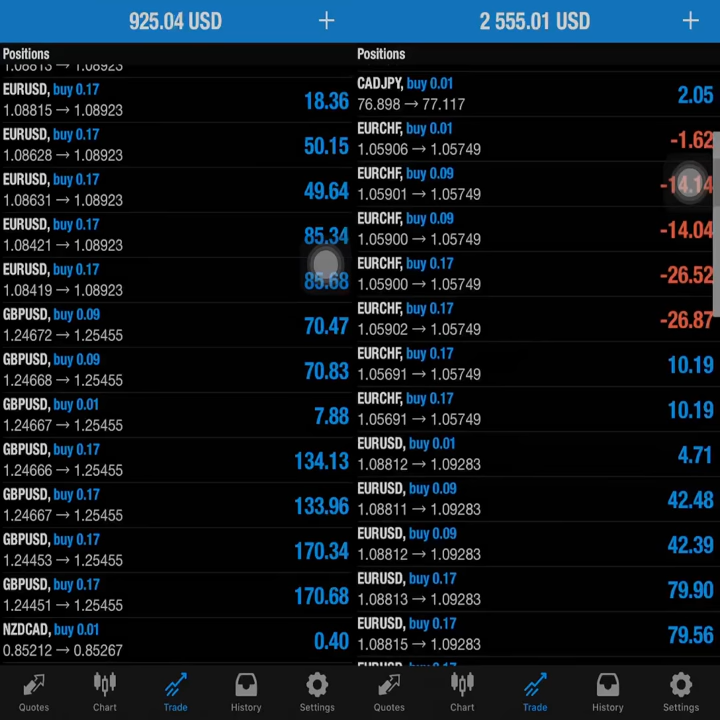 925.04 USD
+
Positions
1.08813 → 1.08923
EURUSD, buy 0.17
1.08815 → 1.08923
18.36
EURUSD, buy 0.17
1.08628 → 1.08923
50.15
EURUSD, buy 0.17
1.08631 → 1.08923
49.64
EURUSD, buy 0.17
1.08421 → 1.08923
85.34
EURUSD, buy 0.17
1.08419 → 1.08923
85.68
GBPUSD, buy 0.09
1.24672 → 1.25455
70.47
GBPUSD, buy 0.09
1.24668 → 1.25455
70.83
GBPUSD, buy 0.01
1.24667 → 1.25455
7.88
GBPUSD, buy 0.17
1.24666 → 1.25455
134.13
GBPUSD, buy 0.17
1.24667 → 1.25455
133.96
GBPUSD, buy 0.17
1.24453 → 1.25455
170.34
GBPUSD, buy 0.17
1.24451 → 1.25455
170.68
NZDCAD, buy 0.01
0.85212 → 0.85267
0.40
Quotes
Chart
Trade
History
Settings
2 555.01 USD
+
Positions
CADJPY, buy 0.01
76.898 → 77.117
2.05
EURCHF, buy 0.01
1.05906 → 1.05749
-1.62
EURCHF, buy 0.09
1.05901 → 1.05749
-14.14
EURCHF, buy 0.09
1.05900 → 1.05749
-14.04
EURCHF, buy 0.17
1.05900 → 1.05749
-26.52
EURCHF, buy 0.17
1.05902 → 1.05749
-26.87
EURCHF, buy 0.17
1.05691 → 1.05749
10.19
EURCHF, buy 0.17
1.05691 → 1.05749
10.19
EURUSD, buy 0.01
1.08812 → 1.09283
4.71
EURUSD, buy 0.09
1.08811 → 1.09283
42.48
EURUSD, buy 0.09
1.08812 → 1.09283
42.39
EURUSD, buy 0.17
1.08813 → 1.09283
79.90
EURUSD, buy 0.17
1.08815 → 1.09283
79.56
Quotes
Chart
Trade
History
Settings